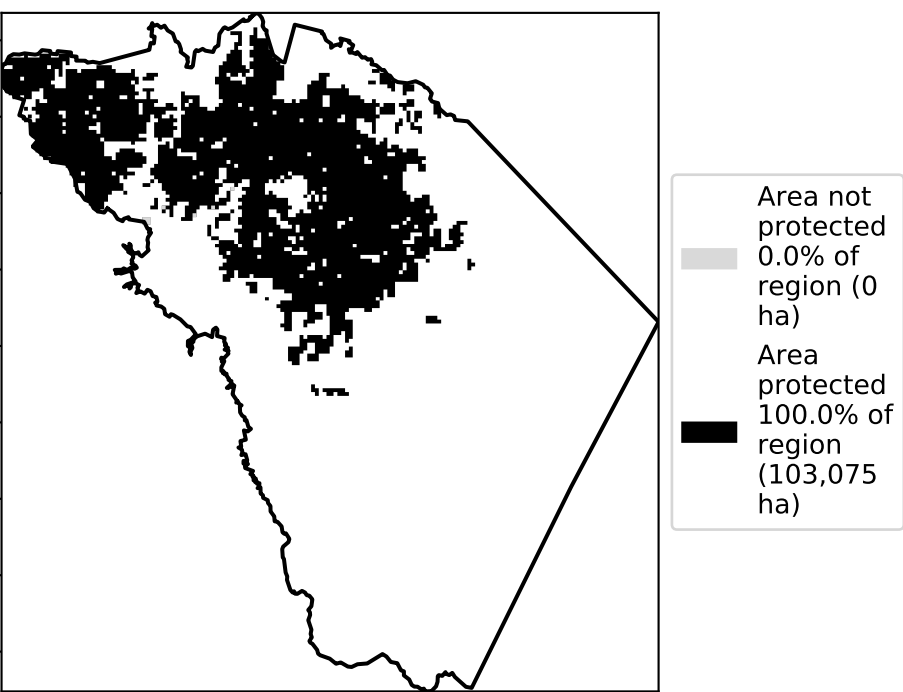 Area not
protected
0.0% of
region (0
ha)
Area
protected
100.0% of
region
(103,075
ha)